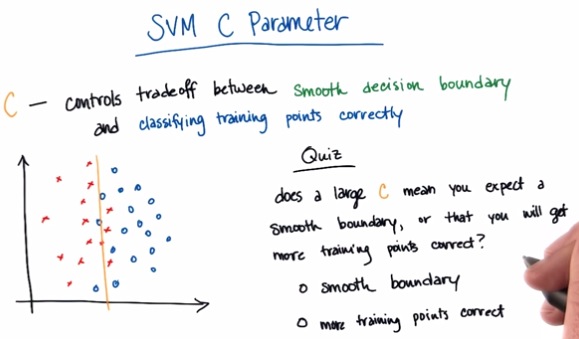 SVM C Parameter
C - controls tradeoff between smooth decision boundary
and classifying training points correctly
Quiz
does a large C mean you expect a
smooth boundary, or that you will get
more training points correct?
o smooth boundary
o more training points correct